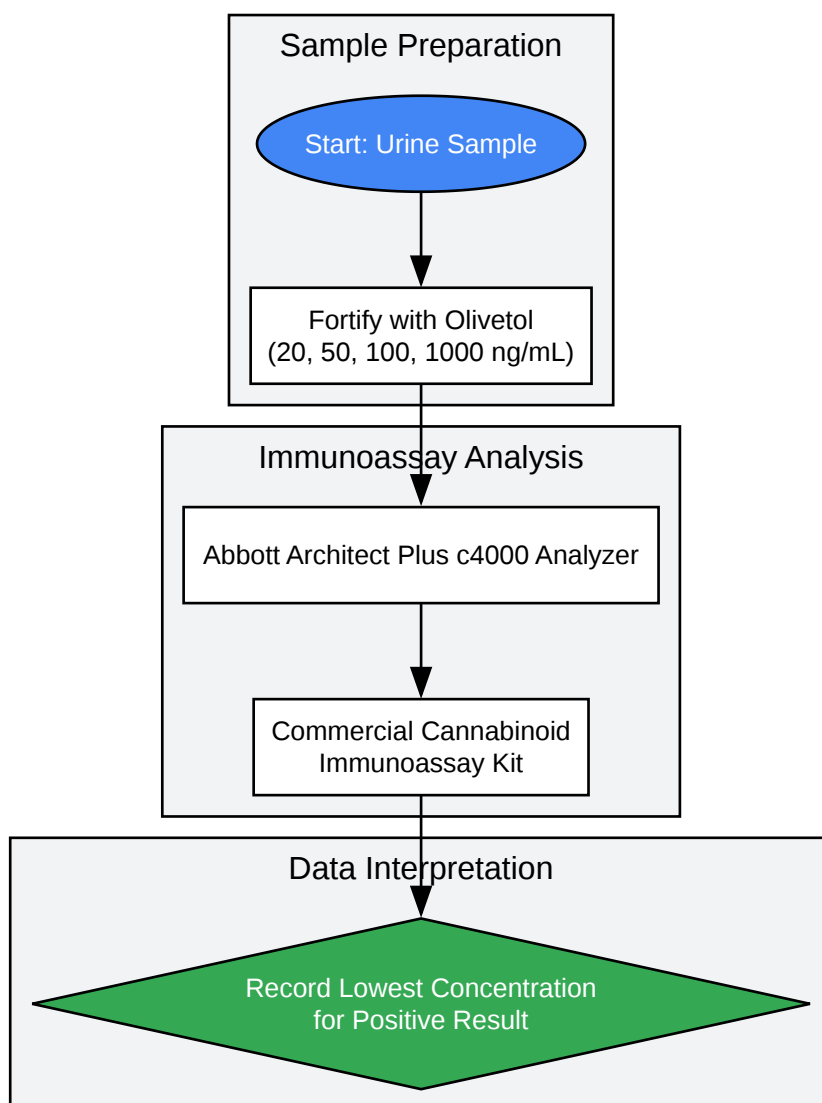 Sample Preparation
Start: Urine Sample
Fortify with Olivetol
(20, 50, 100, 1000 ng/mL)
Immunoassay Analysis
Abbott Architect Plus c4000 Analyzer
Commercial Cannabinoid
Immunoassay Kit
Data Interpretation
Record Lowest Concentration
for Positive Result